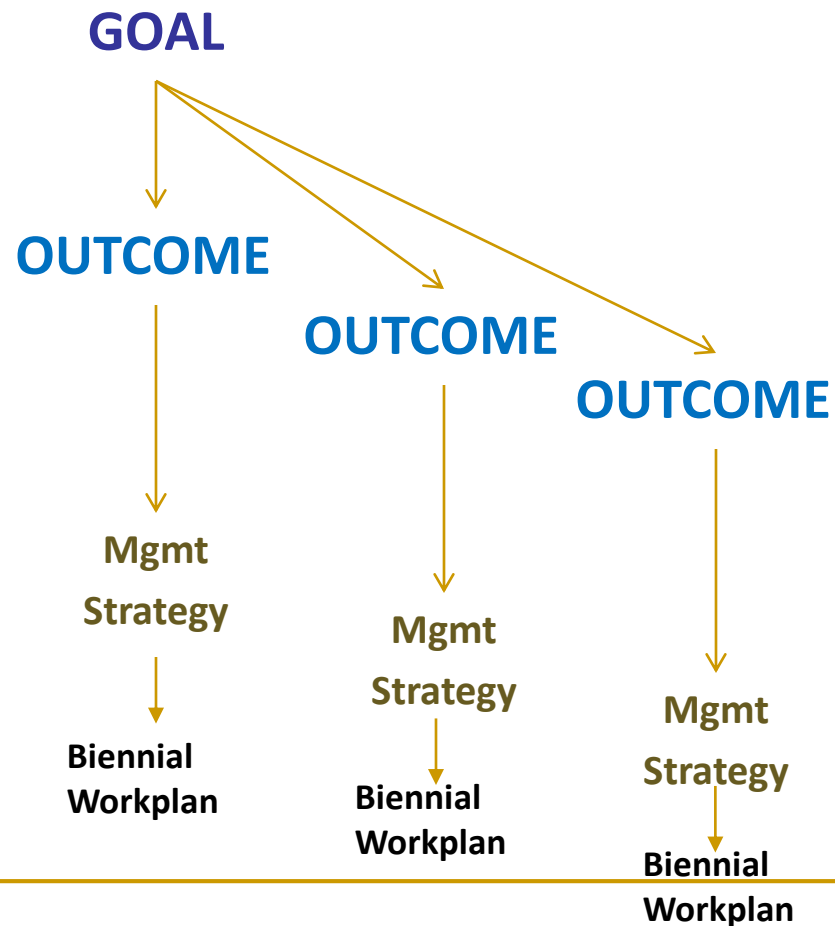 GOAL
OUTCOME
OUTCOME
OUTCOME
Mgmt
Strategy
Mgmt
Strategy
Mgmt
Strategy
Biennial
Workplan
Biennial
Workplan
Biennial
Workplan